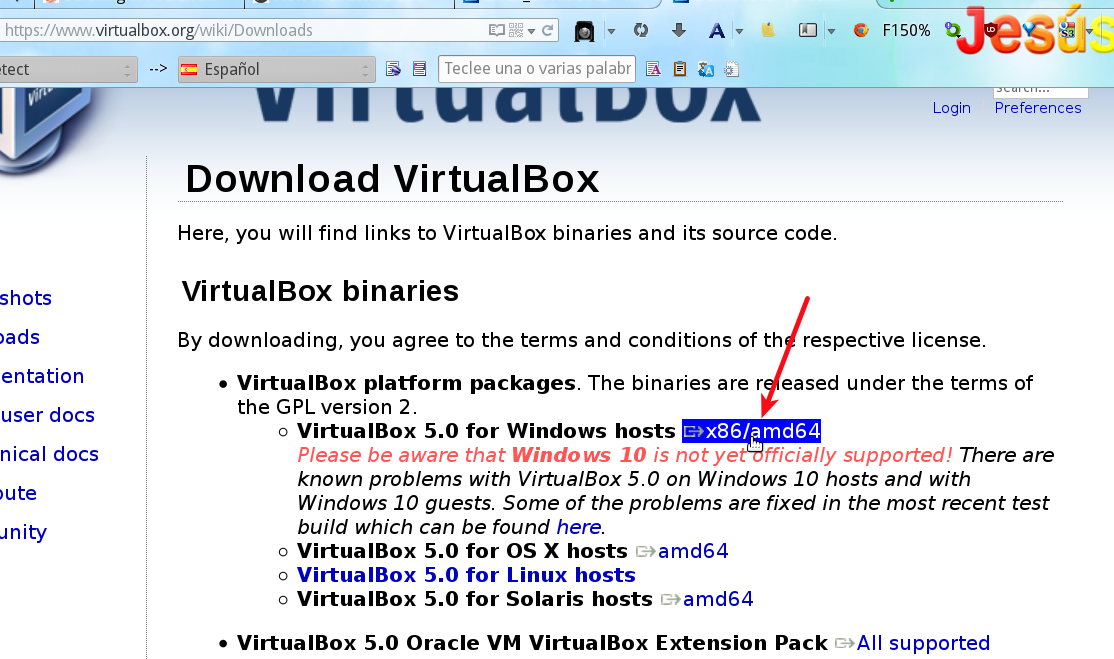 https://www.virtualbox.org/wiki/Downloads
F150%
Jesús
etect --> Español Teclee una o varias palabr
VirtualBox
search...
Login Preferences
Download VirtualBox
Here, you will find links to VirtualBox binaries and its source code.
VirtualBox binaries
shots
oads
entation
user docs
nical docs
unity
By downloading, you agree to the terms and conditions of the respective license.
• VirtualBox platform packages. The binaries are released under the terms of
the GPL version 2.
○ VirtualBox 5.0 for Windows hosts x86/amd64
Please be aware that Windows 10 is not yet officially supported! There are
known problems with VirtualBox 5.0 on Windows 10 hosts and with
Windows 10 guests. Some of the problems are fixed in the most recent test
build which can be found here.
○ VirtualBox 5.0 for OS X hosts amd64
○ VirtualBox 5.0 for Linux hosts
○ VirtualBox 5.0 for Solaris hosts amd64
• VirtualBox 5.0 Oracle VM VirtualBox Extension Pack All supported